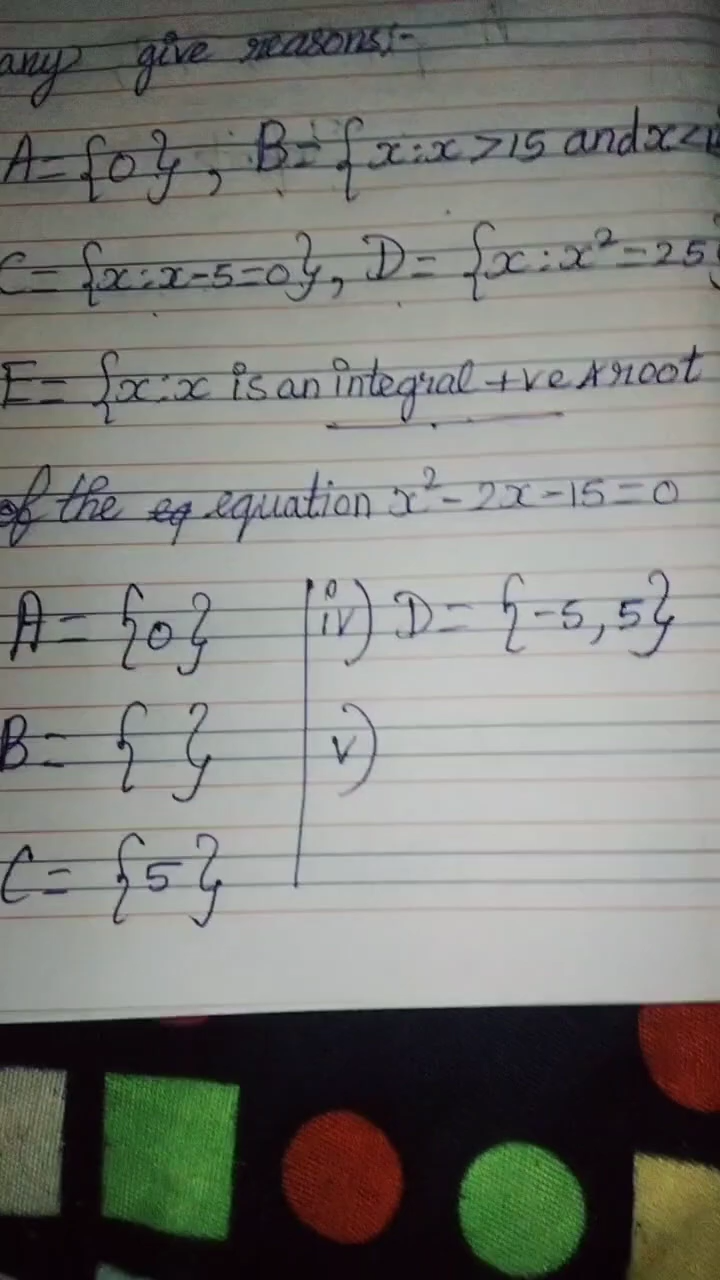 any give reasons:-
A = {0}, B = {x : x > 15 and x <
C = {x : x - 5 = 0}, D = {x : x² = 25}
E = {x : x is an integral +ve root
of the eq equation x² - 2x - 15 = 0
A = {0}
B = { }
C = {5}
iv) D = {-5, 5}
v)